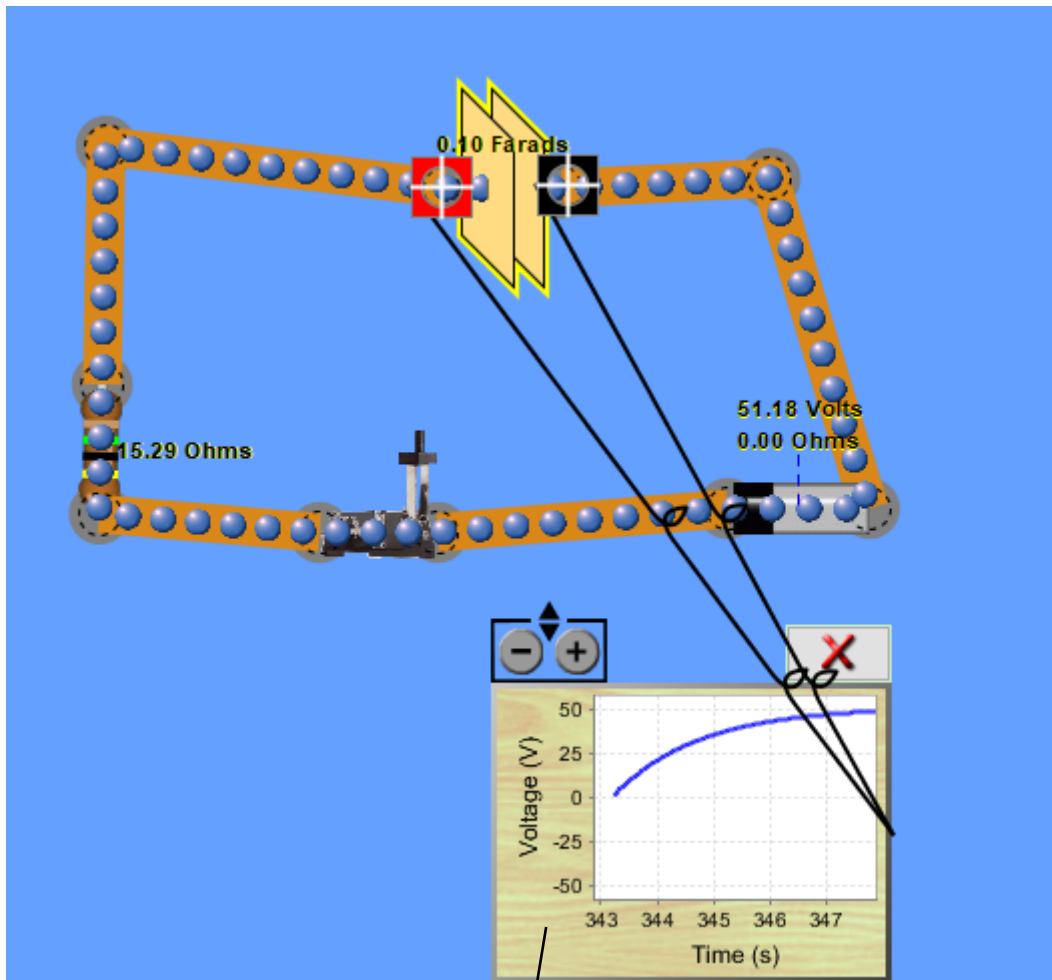 0.10 Farads
51.18 Volts
0.00 Ohms
15.29 Ohms
50
25
0
-25
-50
Voltage (V)
343 344 345 346 347
Time (s)